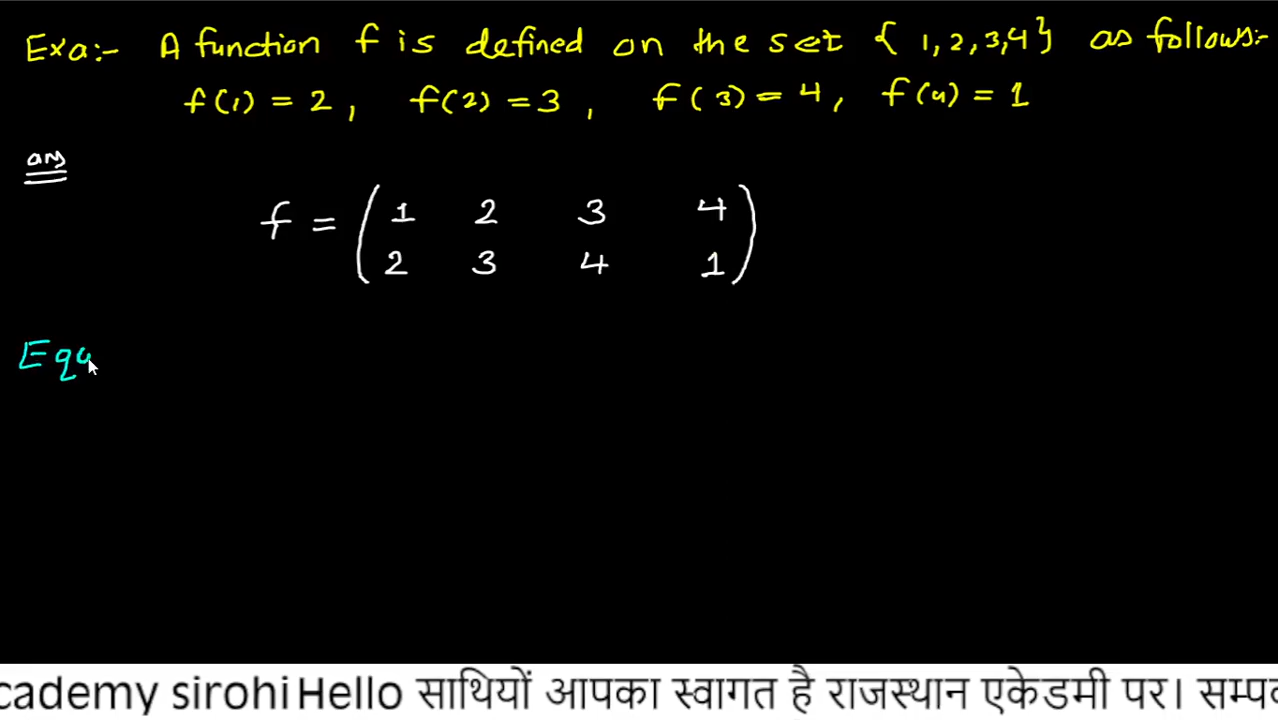 Exa:- A function f is defined on the set { 1,2,3,4} as follows:-
f(1) = 2, f(2) = 3, f(3) = 4, f(4) = 1
ans
f = (1 2 3 4
2 3 4 1)
Equ
cademy sirohi Hello साथियों आपका स्वागत है राजस्थान एकेडमी पर। सम्पक